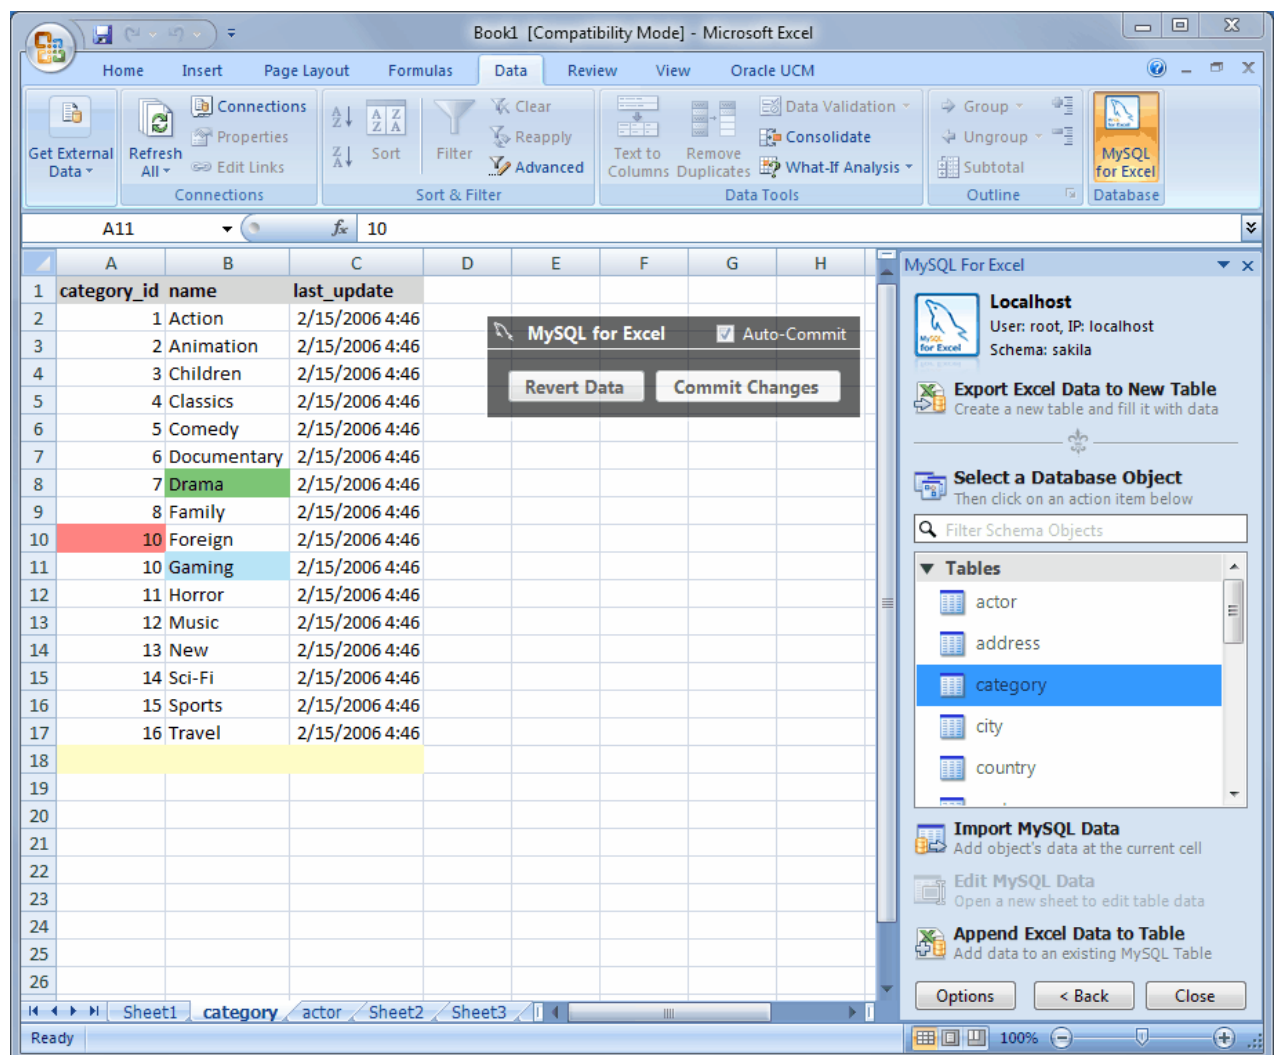 Book1 [Compatibility Mode] - Microsoft Excel
Home Insert Page Layout Formulas Data Review View Oracle UCM
Get External Data
Refresh All
Connections
Properties
Edit Links
Connections
A Z
Z A
Sort
Filter
Clear
Reapply
Advanced
Sort & Filter
Text to Columns
Remove Duplicates
Data Validation
Consolidate
What-If Analysis
Data Tools
Group
Ungroup
Subtotal
Outline
MySQL for Excel
Database
A11 fx 10
A B C D E F G H
1 category_id name last_update
2 1 Action 2/15/2006 4:46
3 2 Animation 2/15/2006 4:46
4 3 Children 2/15/2006 4:46
5 4 Classics 2/15/2006 4:46
6 5 Comedy 2/15/2006 4:46
7 6 Documentary 2/15/2006 4:46
8 7 Drama 2/15/2006 4:46
9 8 Family 2/15/2006 4:46
10 10 Foreign 2/15/2006 4:46
11 10 Gaming 2/15/2006 4:46
12 11 Horror 2/15/2006 4:46
13 12 Music 2/15/2006 4:46
14 13 New 2/15/2006 4:46
15 14 Sci-Fi 2/15/2006 4:46
16 15 Sports 2/15/2006 4:46
17 16 Travel 2/15/2006 4:46
18
19
20
21
22
23
24
25
26
MySQL for Excel Auto-Commit
Revert Data Commit Changes
MySQL For Excel
MySQL for Excel
Localhost
User: root, IP: localhost
Schema: sakila
Export Excel Data to New Table
Create a new table and fill it with data
Select a Database Object
Then click on an action item below
Filter Schema Objects
Tables
actor
address
category
city
country
Import MySQL Data
Add object's data at the current cell
Edit MySQL Data
Open a new sheet to edit table data
Append Excel Data to Table
Add data to an existing MySQL Table
Options < Back Close
Sheet1 category actor Sheet2 Sheet3
Ready 100%